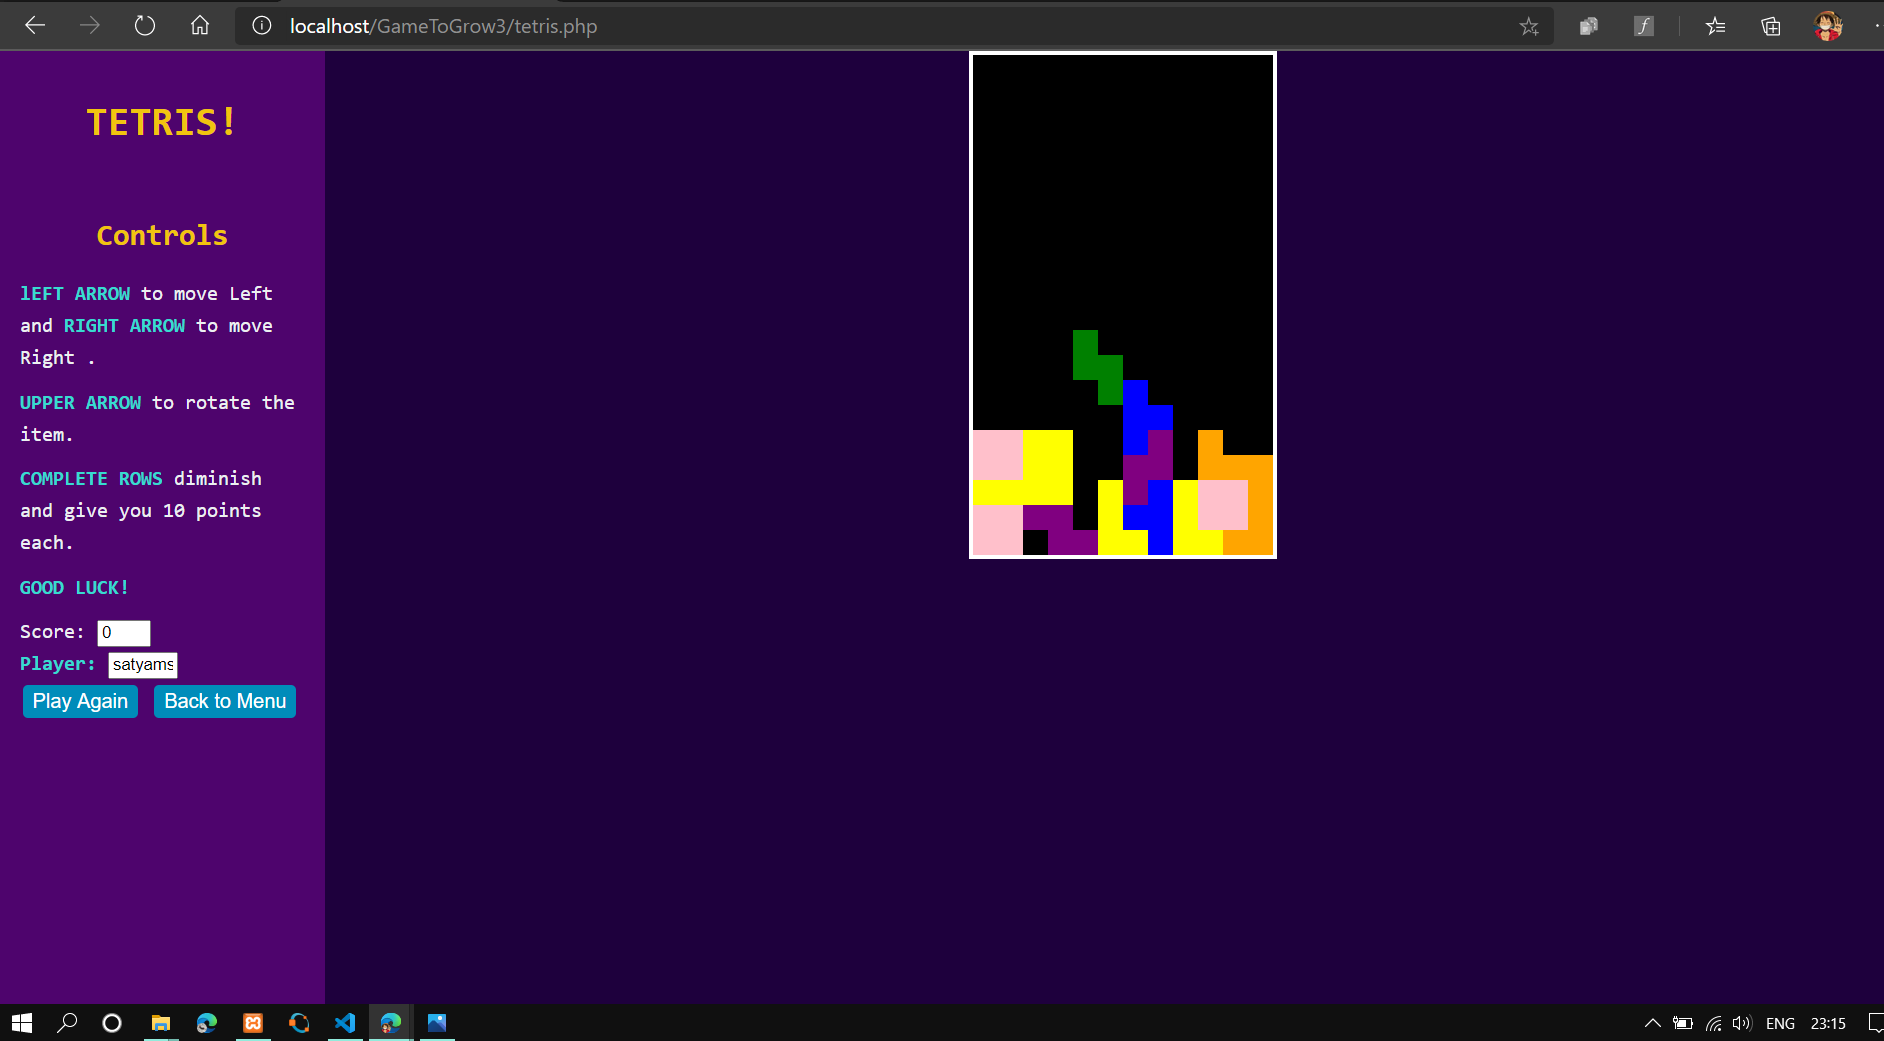 localhost/GameToGrow3/tetris.php
TETRIS!
Controls
lEFT ARROW to move Left
and RIGHT ARROW to move
Right .
UPPER ARROW to rotate the
item.
COMPLETE ROWS diminish
and give you 10 points
each.
GOOD LUCK!
Score: 0
Player: satyams
Play Again Back to Menu
ENG 23:15